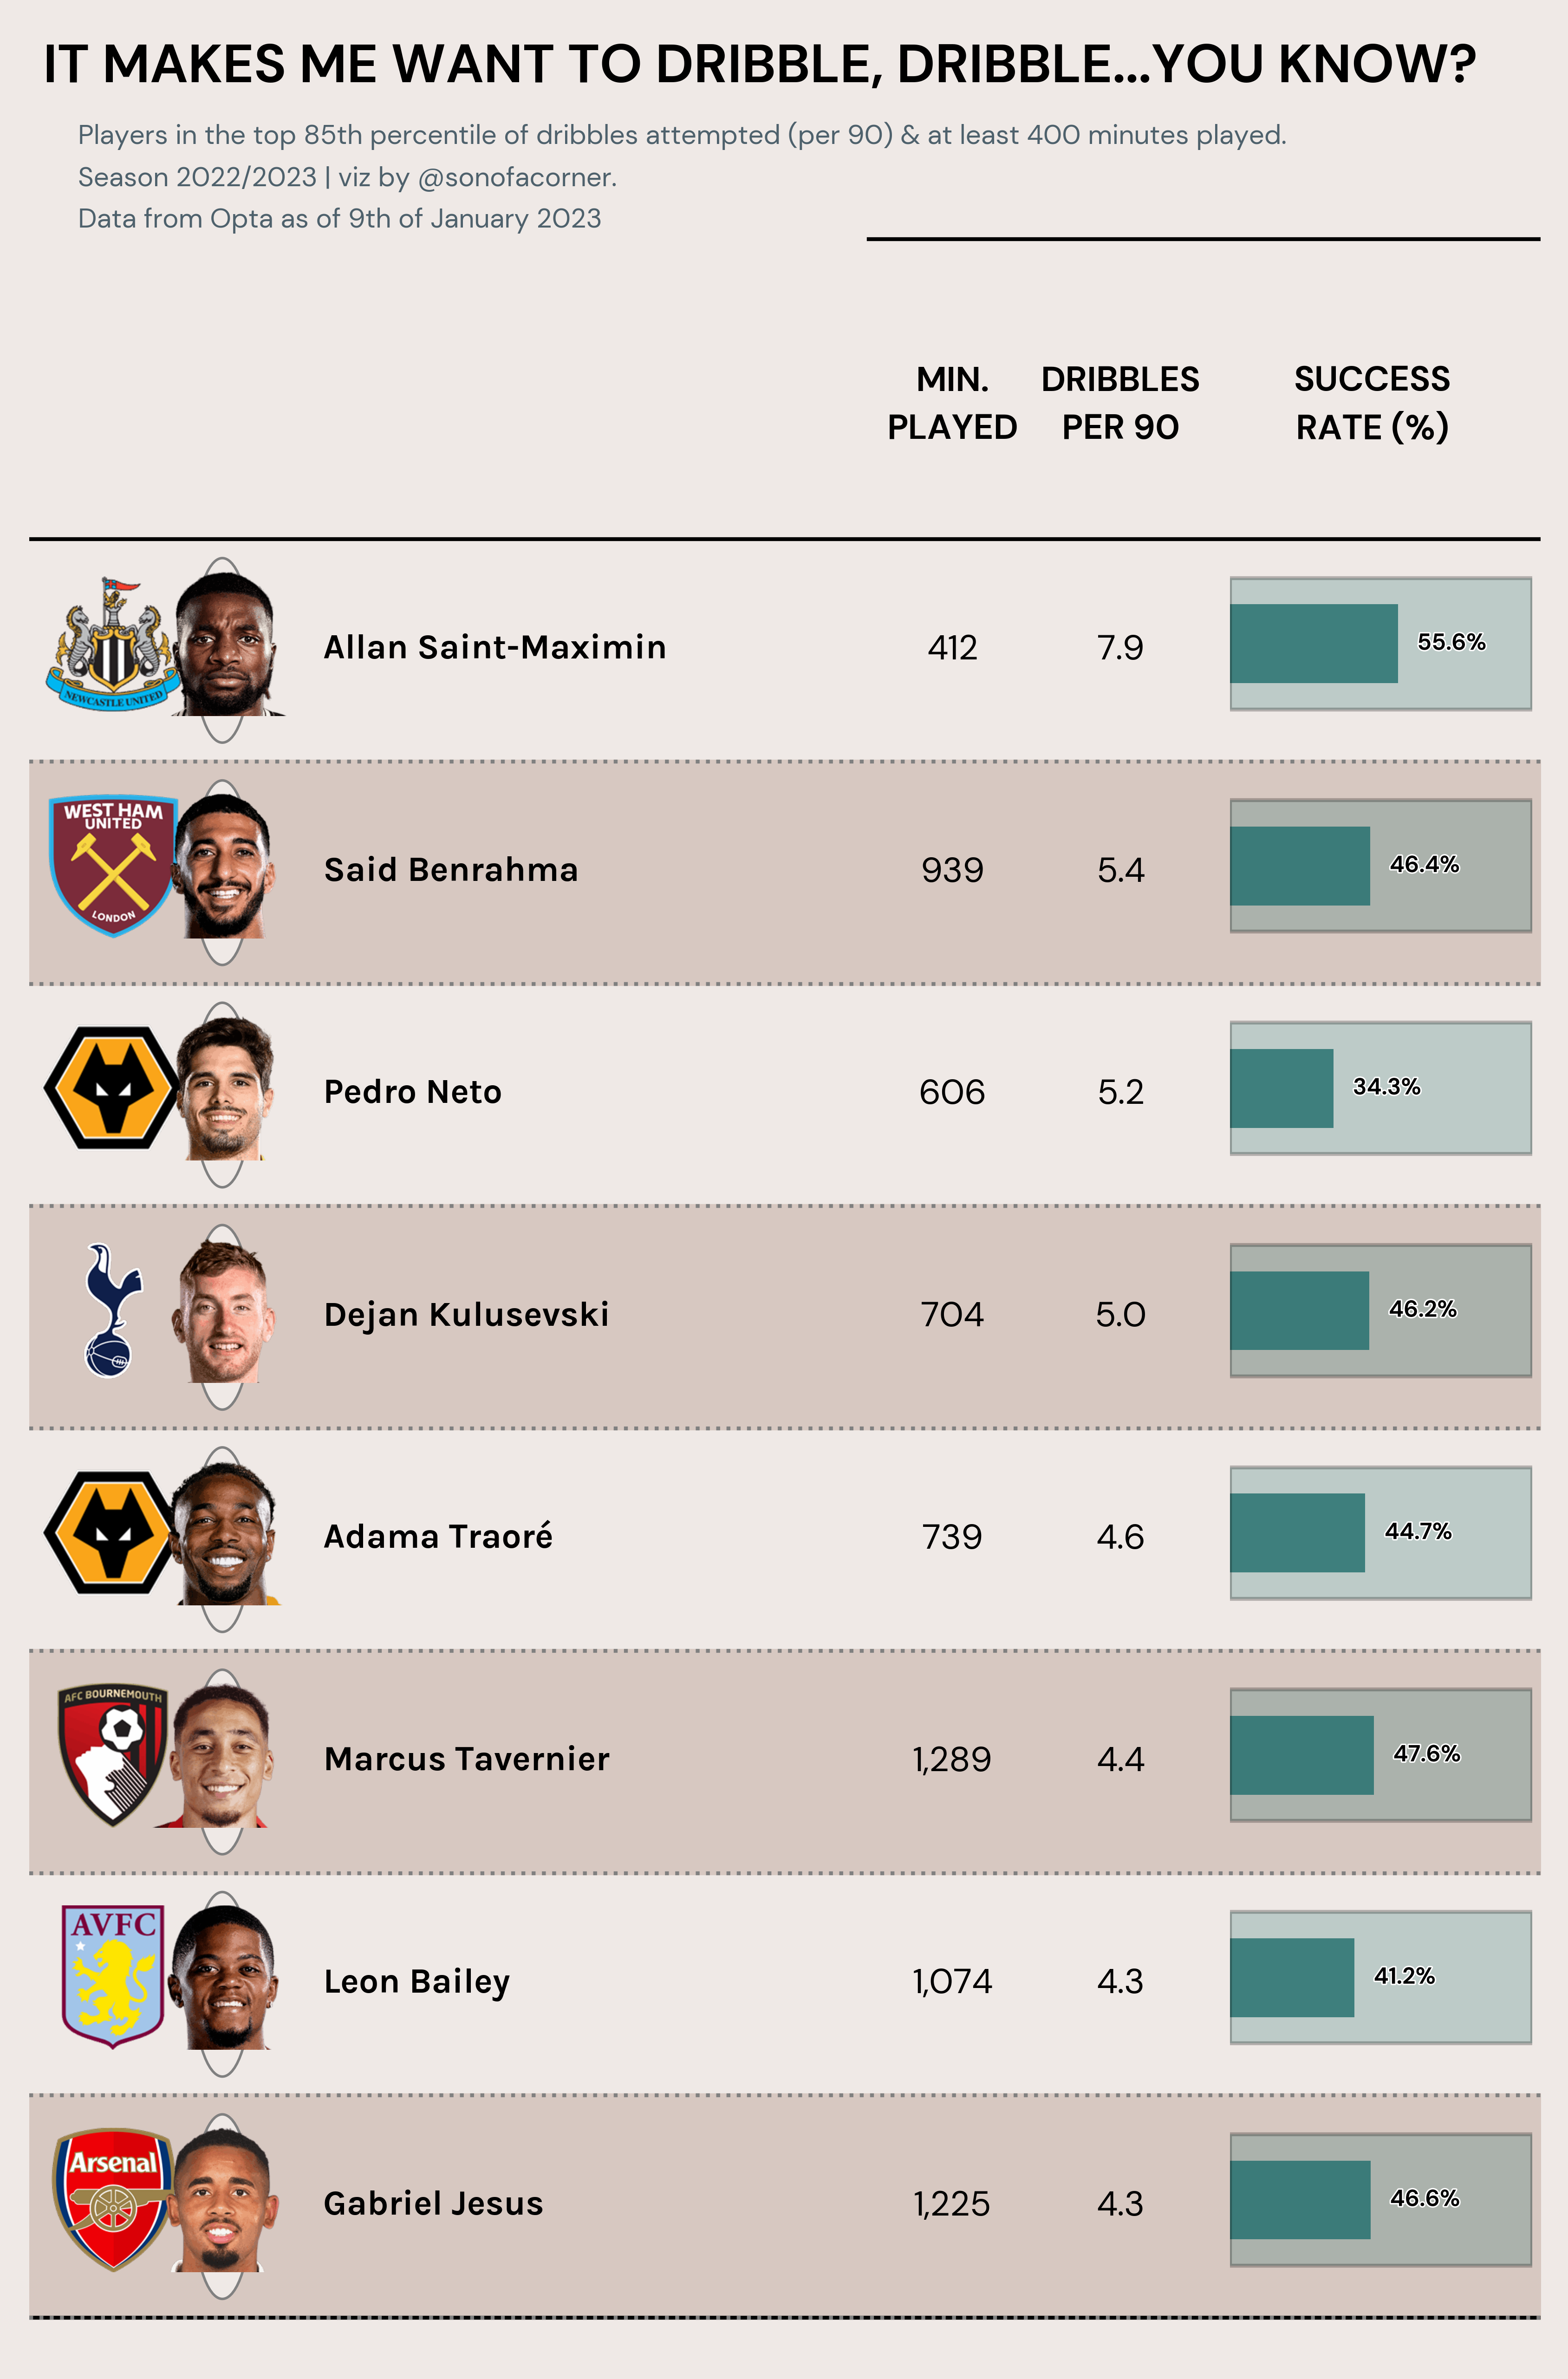 IT MAKES ME WANT TO DRIBBLE, DRIBBLE...YOU KNOW?
Players in the top 85th percentile of dribbles attempted (per 90) & at least 400 minutes played.
Season 2022/2023 | viz by @sonofacorner.
Data from Opta as of 9th of January 2023
MIN. DRIBBLES SUCCESS
PLAYED PER 90 RATE (%)
NEWCASTLE UNITED
Allan Saint-Maximin 412 7.9 55.6%
WEST HAM
UNITED
LONDON
Said Benrahma 939 5.4 46.4%
Pedro Neto 606 5.2 34.3%
Dejan Kulusevski 704 5.0 46.2%
Adama Traoré 739 4.6 44.7%
AFC BOURNEMOUTH
Marcus Tavernier 1,289 4.4 47.6%
AVFC
Leon Bailey 1,074 4.3 41.2%
Arsenal
Gabriel Jesus 1,225 4.3 46.6%